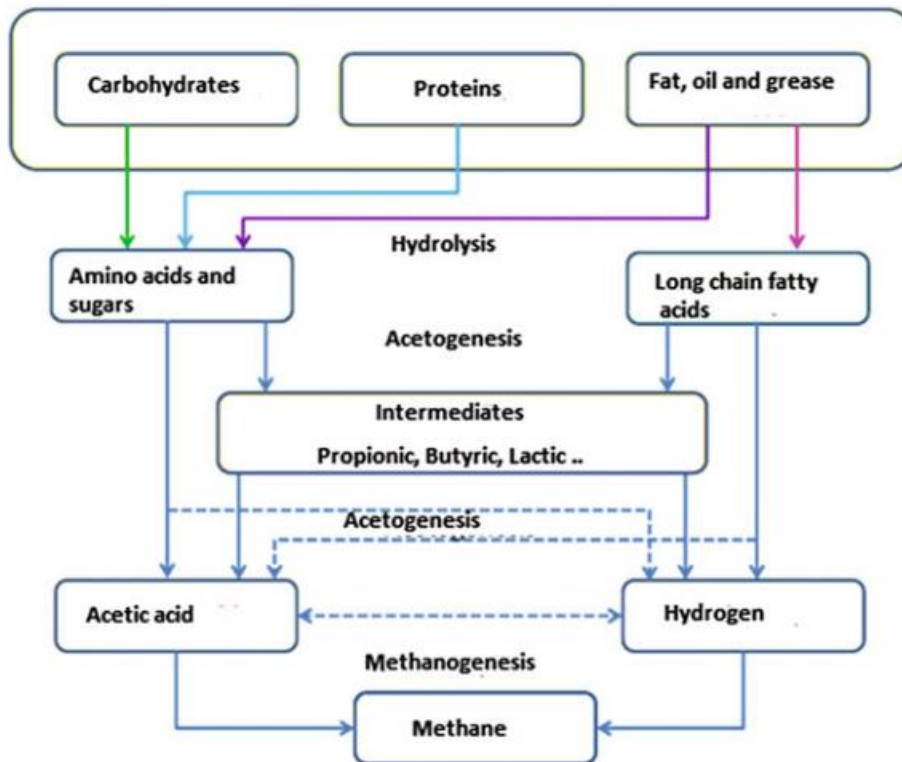 Carbohydrates
Proteins
Fat, oil and grease
Hydrolysis
Amino acids and
sugars
Long chain fatty
acids
Acetogenesis
Intermediates
Propionic, Butyric, Lactic ..
Acetogenesis
Acetic acid
Hydrogen
Methanogenesis
Methane